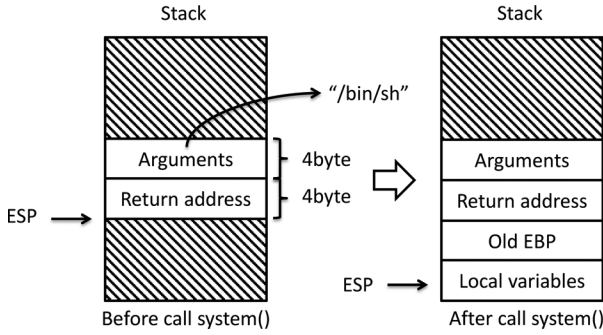 Stack
Stack
"/bin/sh"
Arguments
4byte
Arguments
Return address
4byte
Return address
ESP
Old EBP
ESP
Local variables
Before call system()
After call system()